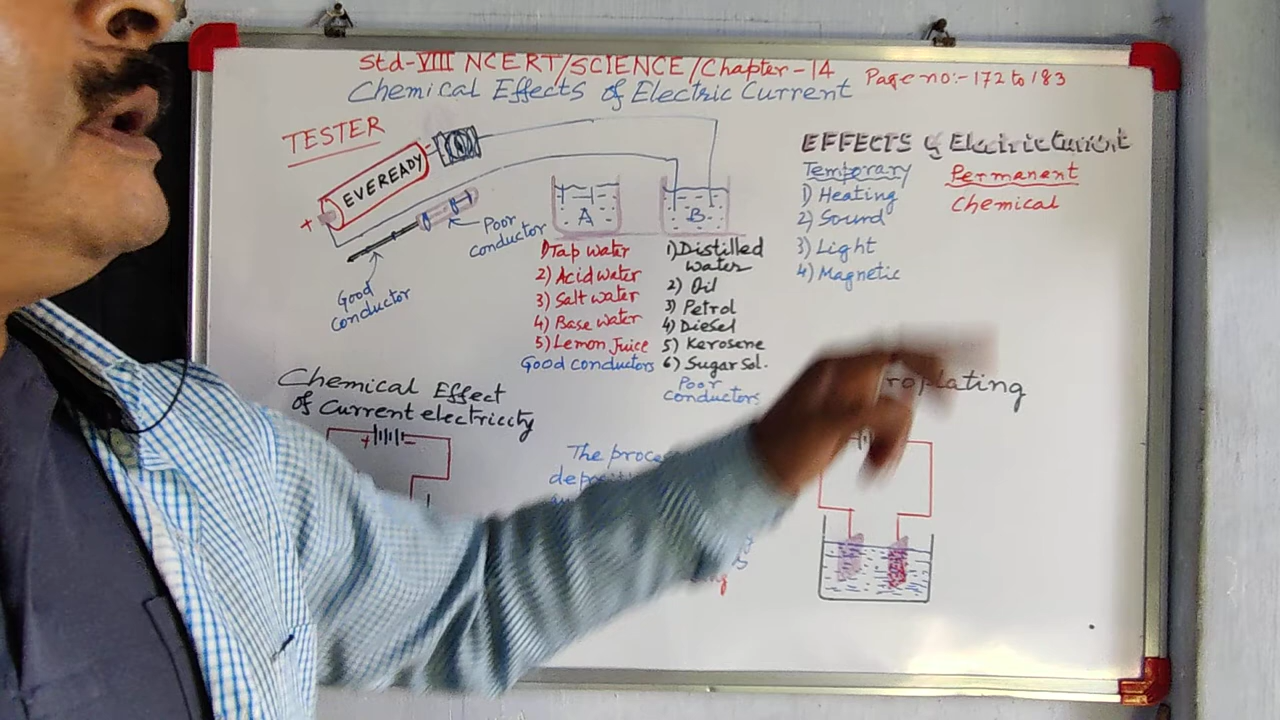 Std-VIII NCERT/SCIENCE/Chapter-14
Page no:- 172 to 183
Chemical Effects of Electric Current
TESTER
EVEREADY
+
-
Poor
conductor
Good
conductor
A
B
1) Tap water
2) Acid water
3) Salt water
4) Base water
5) Lemon Juice
Good conductors
1) Distilled
water
2) Oil
3) Petrol
4) Diesel
5) Kerosene
6) Sugar Sol.
Poor
conductors
EFFECTS of Electric Current
Temporary
1) Heating
2) Sound
3) Light
4) Magnetic
Permanent
Chemical
Chemical Effect
of Current electriccity
+ -
The
roplating